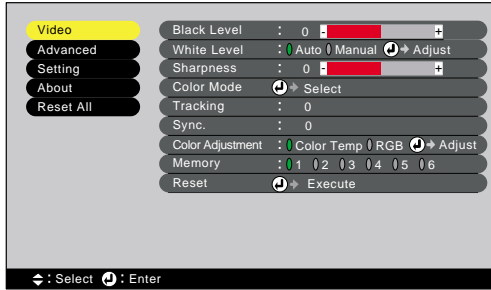 Video
Advanced
Setting
About
Reset All
Black Level : 0 - +
White Level : Auto Manual Adjust
Sharpness : 0 - +
Color Mode Select
Tracking : 0
Sync. : 0
Color Adjustment : Color Temp RGB Adjust
Memory : 1 2 3 4 5 6
Reset Execute
: Select : Enter